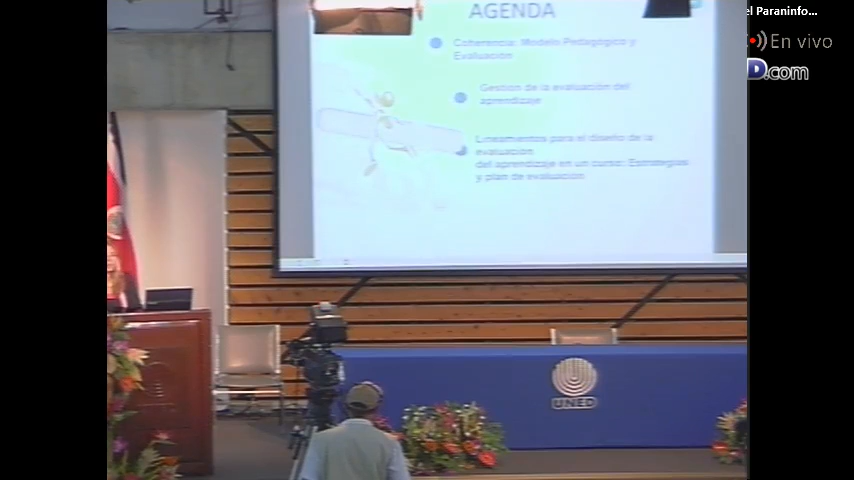 el Paraninfo...
En vivo
D.com
AGENDA
Coherencia: Modelo Pedagógico y
Evaluación
Gestión de la evaluación del
aprendizaje
Lineamientos para el diseño de la
evaluación
del aprendizaje en un curso: Estrategias
y plan de evaluación
UNED